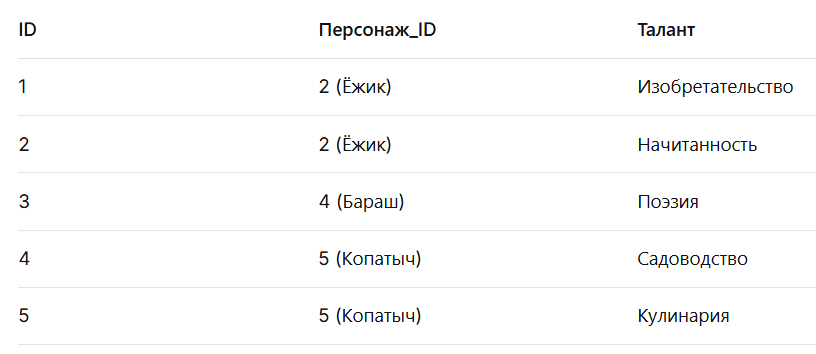 ID Персонаж_ID Талант
1 2 (Ёжик) Изобретательство
2 2 (Ёжик) Начитанность
3 4 (Бараш) Поэзия
4 5 (Копатыч) Садоводство
5 5 (Копатыч) Кулинария